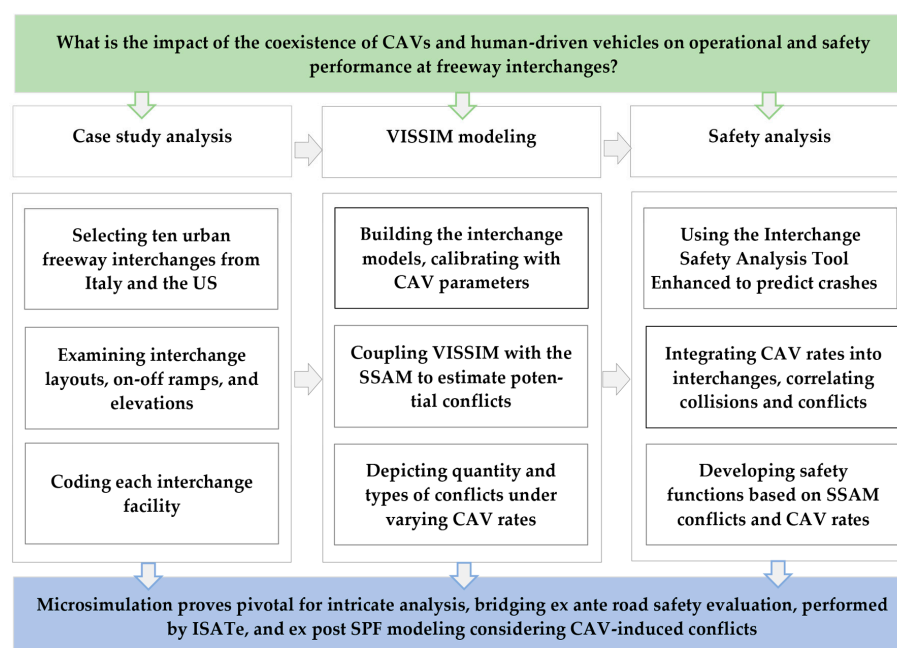 What is the impact of the coexistence of CAVs and human-driven vehicles on operational and safety
performance at freeway interchanges?
Case study analysis
VISSIM modeling
Safety analysis
Selecting ten urban
freeway interchanges from
Italy and the US
Building the interchange
models, calibrating with
CAV parameters
Using the Interchange
Safety Analysis Tool
Enhanced to predict crashes
Examining interchange
layouts, on-off ramps, and
elevations
Coupling VISSIM with the
SSAM to estimate poten-
tial conflicts
Integrating CAV rates into
interchanges, correlating
collisions and conflicts
Coding each interchange
facility
Depicting quantity and
types of conflicts under
varying CAV rates
Developing safety
functions based on SSAM
conflicts and CAV rates
Microsimulation proves pivotal for intricate analysis, bridging ex ante road safety evaluation, performed
by ISATe, and ex post SPF modeling considering CAV-induced conflicts